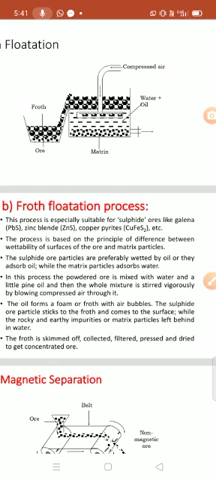 5:41
n Floatation
Compressed air
Water +
Oil
Froth
Ore
Matrix
b) Froth floatation process:
• This process is especially suitable for 'sulphide' ores like galena
(PbS), zinc blende (ZnS), copper pyrites (CuFeS₂), etc.
• The process is based on the principle of difference between
wettability of surfaces of the ore and matrix particles.
• The sulphide ore particles are preferably wetted by oil or they
adsorb oil; while the matrix particles adsorbs water.
• In this process the powdered ore is mixed with water and a
little pine oil and then the whole mixture is stirred vigorously
by blowing compressed air through it.
• The oil forms a foam or froth with air bubbles. The sulphide
ore particle sticks to the froth and comes to the surface; while
the rocky and earthy impurities or matrix particles left behind
in water.
• The froth is skimmed off, collected, filtered, pressed and dried
to get concentrated ore.
Magnetic Separation
Belt
Ore
Non-
magnetic
ore